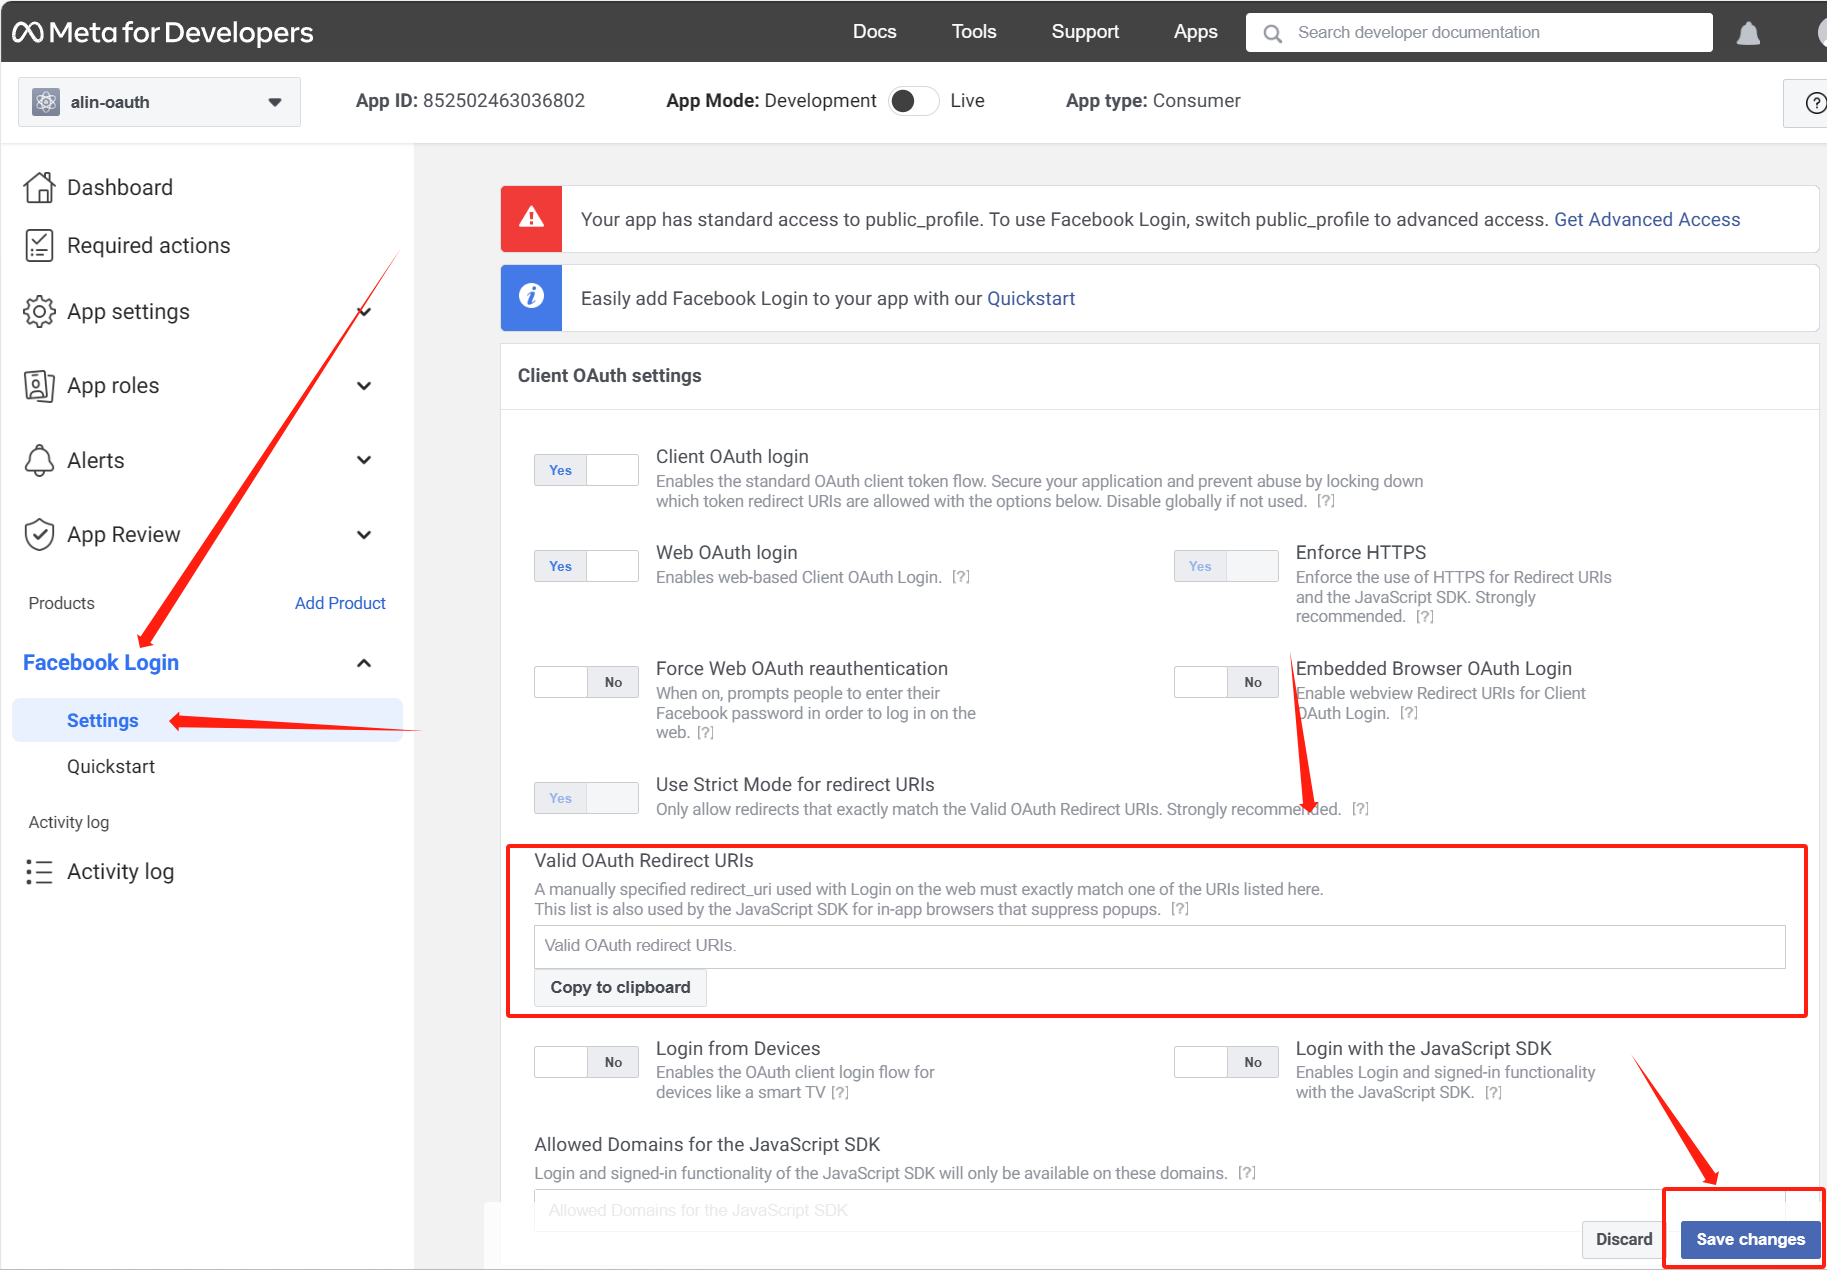 Meta for Developers
Docs
Tools
Support
Apps
Search developer documentation
alin-oauth
App ID: 852502463036802
App Mode: Development
Live
App type: Consumer
?
Dashboard
Required actions
App settings
App roles
Alerts
App Review
Products
Add Product
Facebook Login
Settings
Quickstart
Activity log
Activity log
Your app has standard access to public_profile. To use Facebook Login, switch public_profile to advanced access. Get Advanced Access
Easily add Facebook Login to your app with our Quickstart
Client OAuth settings
Yes
Client OAuth login
Enables the standard OAuth client token flow. Secure your application and prevent abuse by locking down
which token redirect URIs are allowed with the options below. Disable globally if not used. [?]
Yes
Web OAuth login
Enables web-based Client OAuth Login. [?]
Yes
Enforce HTTPS
Enforce the use of HTTPS for Redirect URIs
and the JavaScript SDK. Strongly
recommended. [?]
No
Force Web OAuth reauthentication
When on, prompts people to enter their
Facebook password in order to log in on the
web. [?]
No
Embedded Browser OAuth Login
Enable webview Redirect URIs for Client
OAuth Login. [?]
Yes
Use Strict Mode for redirect URIs
Only allow redirects that exactly match the Valid OAuth Redirect URIs. Strongly recommended. [?]
Valid OAuth Redirect URIs
A manually specified redirect_uri used with Login on the web must exactly match one of the URIs listed here.
This list is also used by the JavaScript SDK for in-app browsers that suppress popups. [?]
Valid OAuth redirect URIs.
Copy to clipboard
No
Login from Devices
Enables the OAuth client login flow for
devices like a smart TV [?]
No
Login with the JavaScript SDK
Enables Login and signed-in functionality
with the JavaScript SDK. [?]
Allowed Domains for the JavaScript SDK
Login and signed-in functionality of the JavaScript SDK will only be available on these domains. [?]
Allowed Domains for the JavaScript SDK
Discard
Save changes